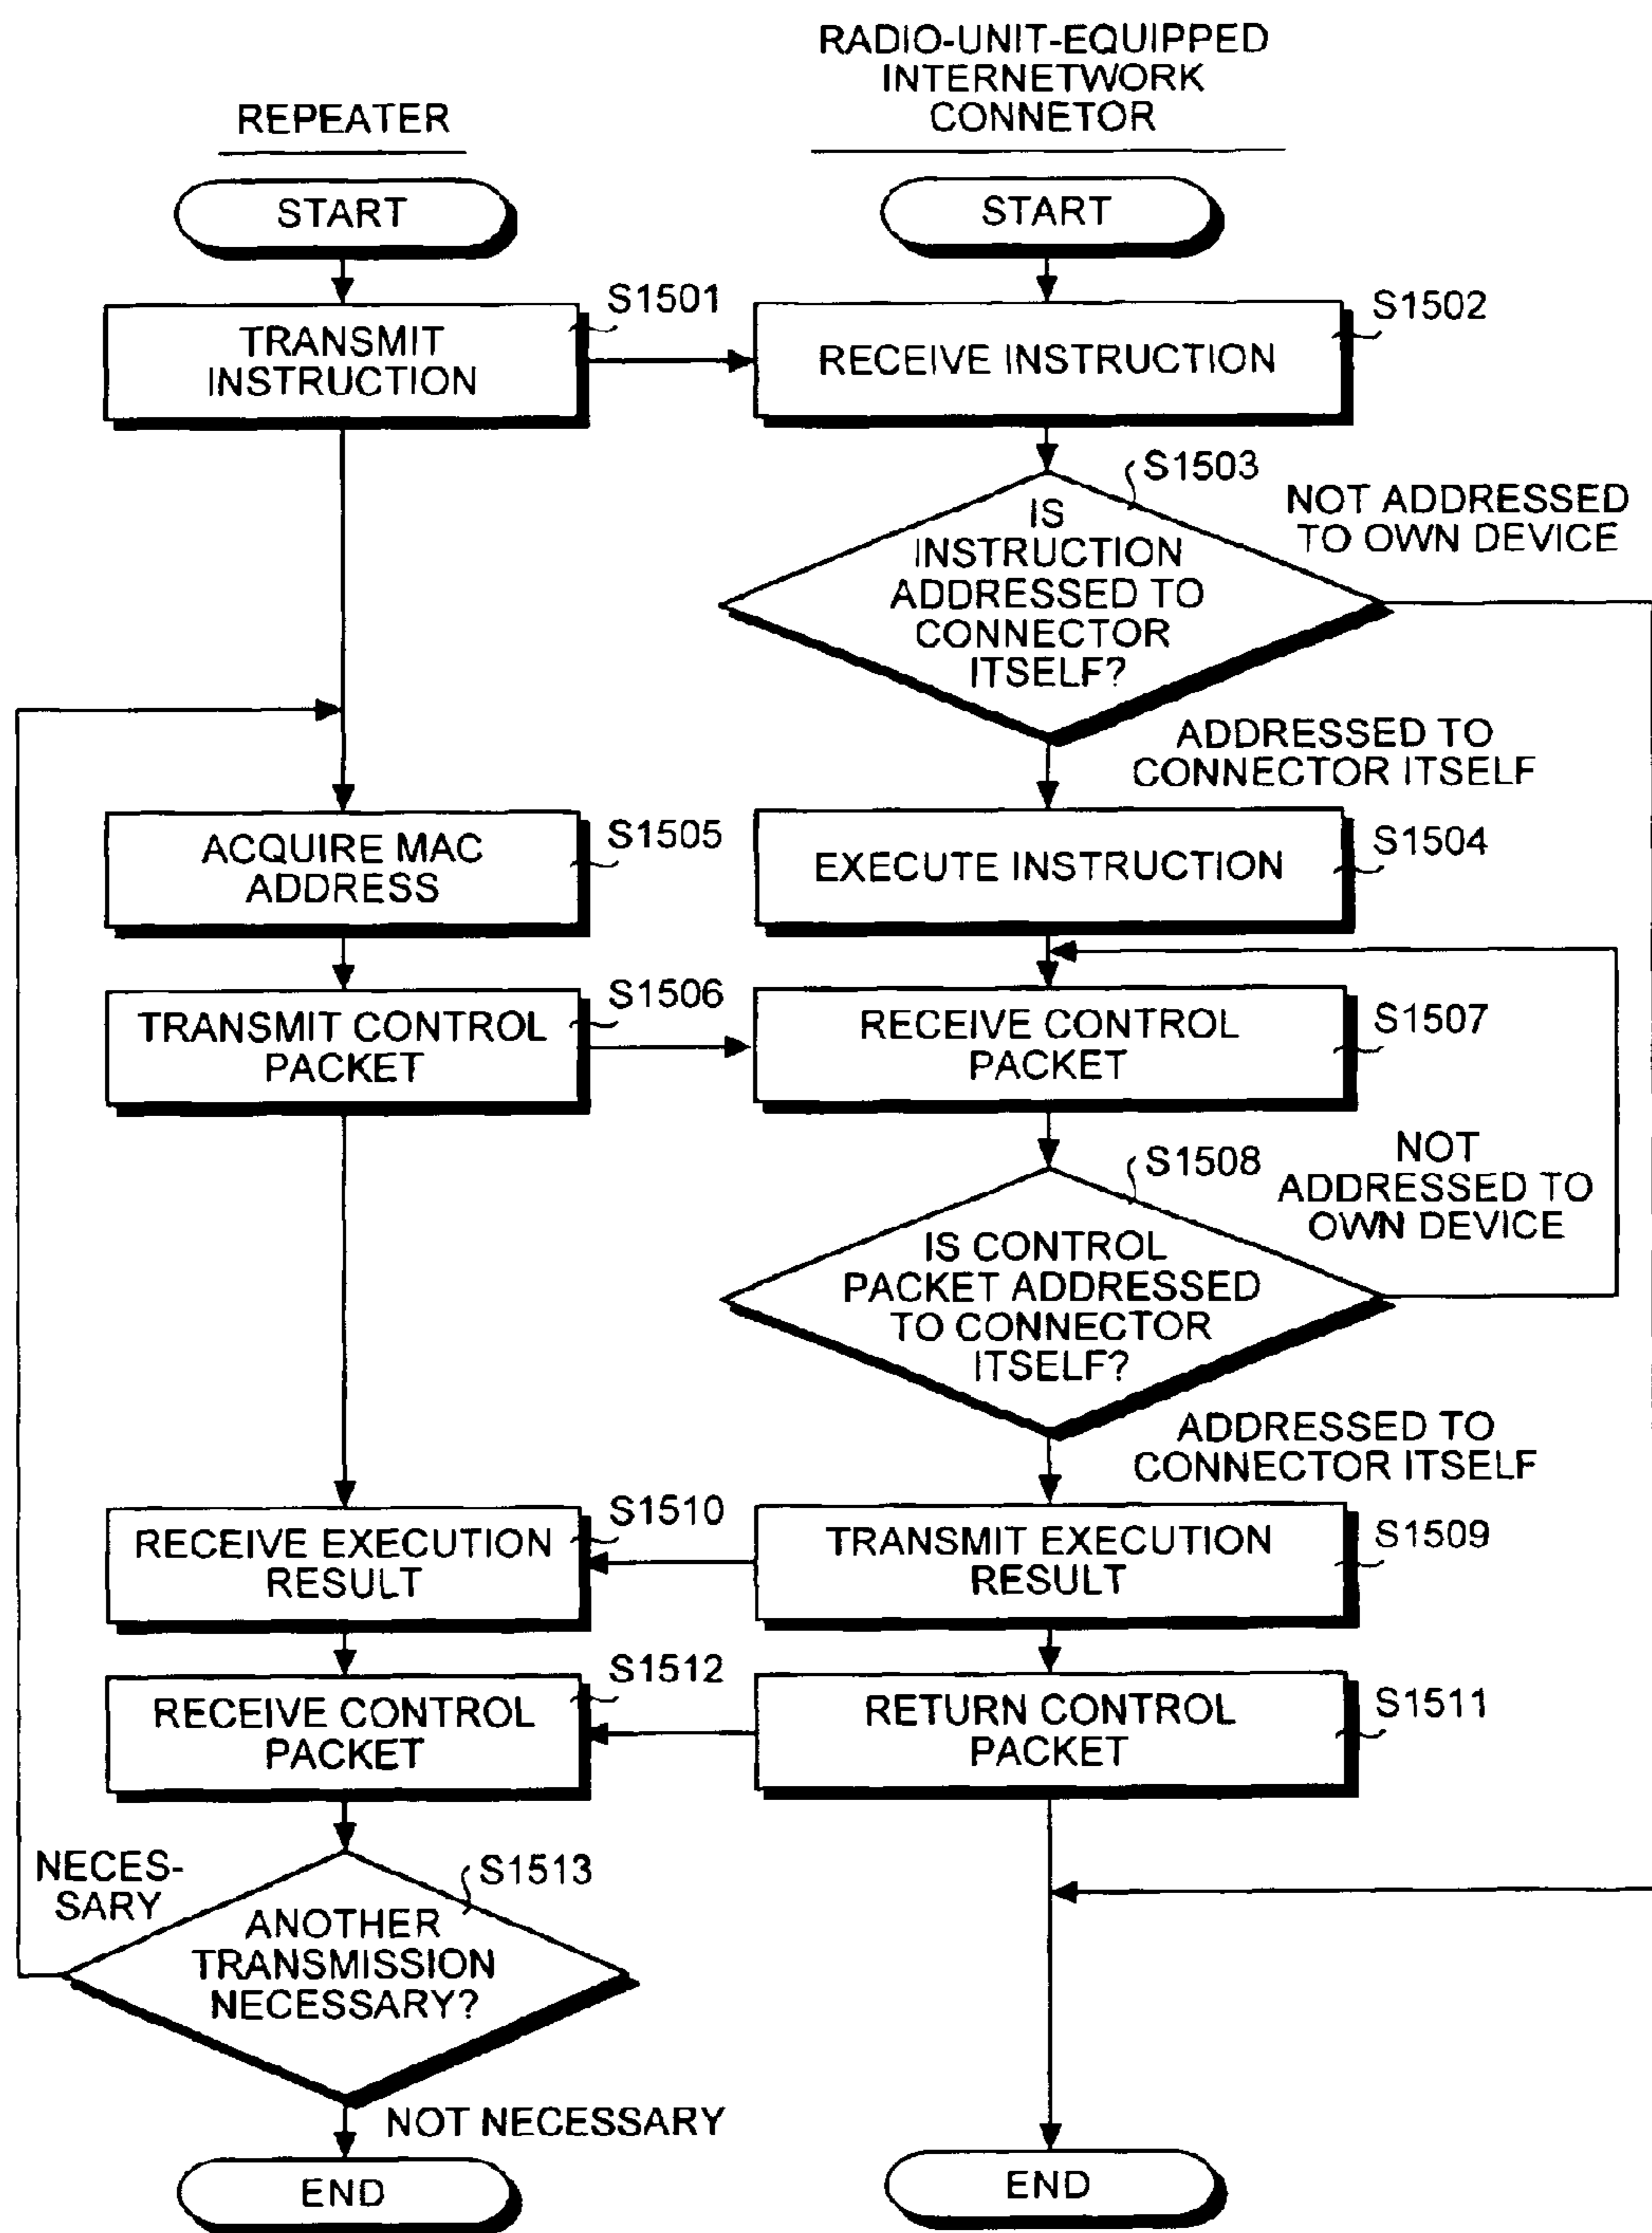 RADIO-UNIT-EQUIPPED
INTERNETWORK
CONNETOR
REPEATER
START
START
S1501
S1502
TRANSMIT
INSTRUCTION
RECEIVE INSTRUCTION
S1503
NOT ADDRESSED
TO OWN DEVICE
IS
INSTRUCTION
ADDRESSED TO
CONNECTOR
ITSELF?
ADDRESSED TO
CONNECTOR ITSELF
S1505
S1504
ACQUIRE MAC
ADDRESS
EXECUTE INSTRUCTION
S1506
S1507
TRANSMIT CONTROL
PACKET
RECEIVE CONTROL
PACKET
S1508
NOT
ADDRESSED TO
OWN DEVICE
IS CONTROL
PACKET ADDRESSED
TO CONNECTOR
ITSELF?
ADDRESSED TO
CONNECTOR ITSELF
S1510
S1509
RECEIVE EXECUTION
RESULT
TRANSMIT EXECUTION
RESULT
S1512
S1511
RECEIVE CONTROL
PACKET
RETURN CONTROL
PACKET
NECES-
SARY
S1513
ANOTHER
TRANSMISSION
NECESSARY?
NOT NECESSARY
END
END